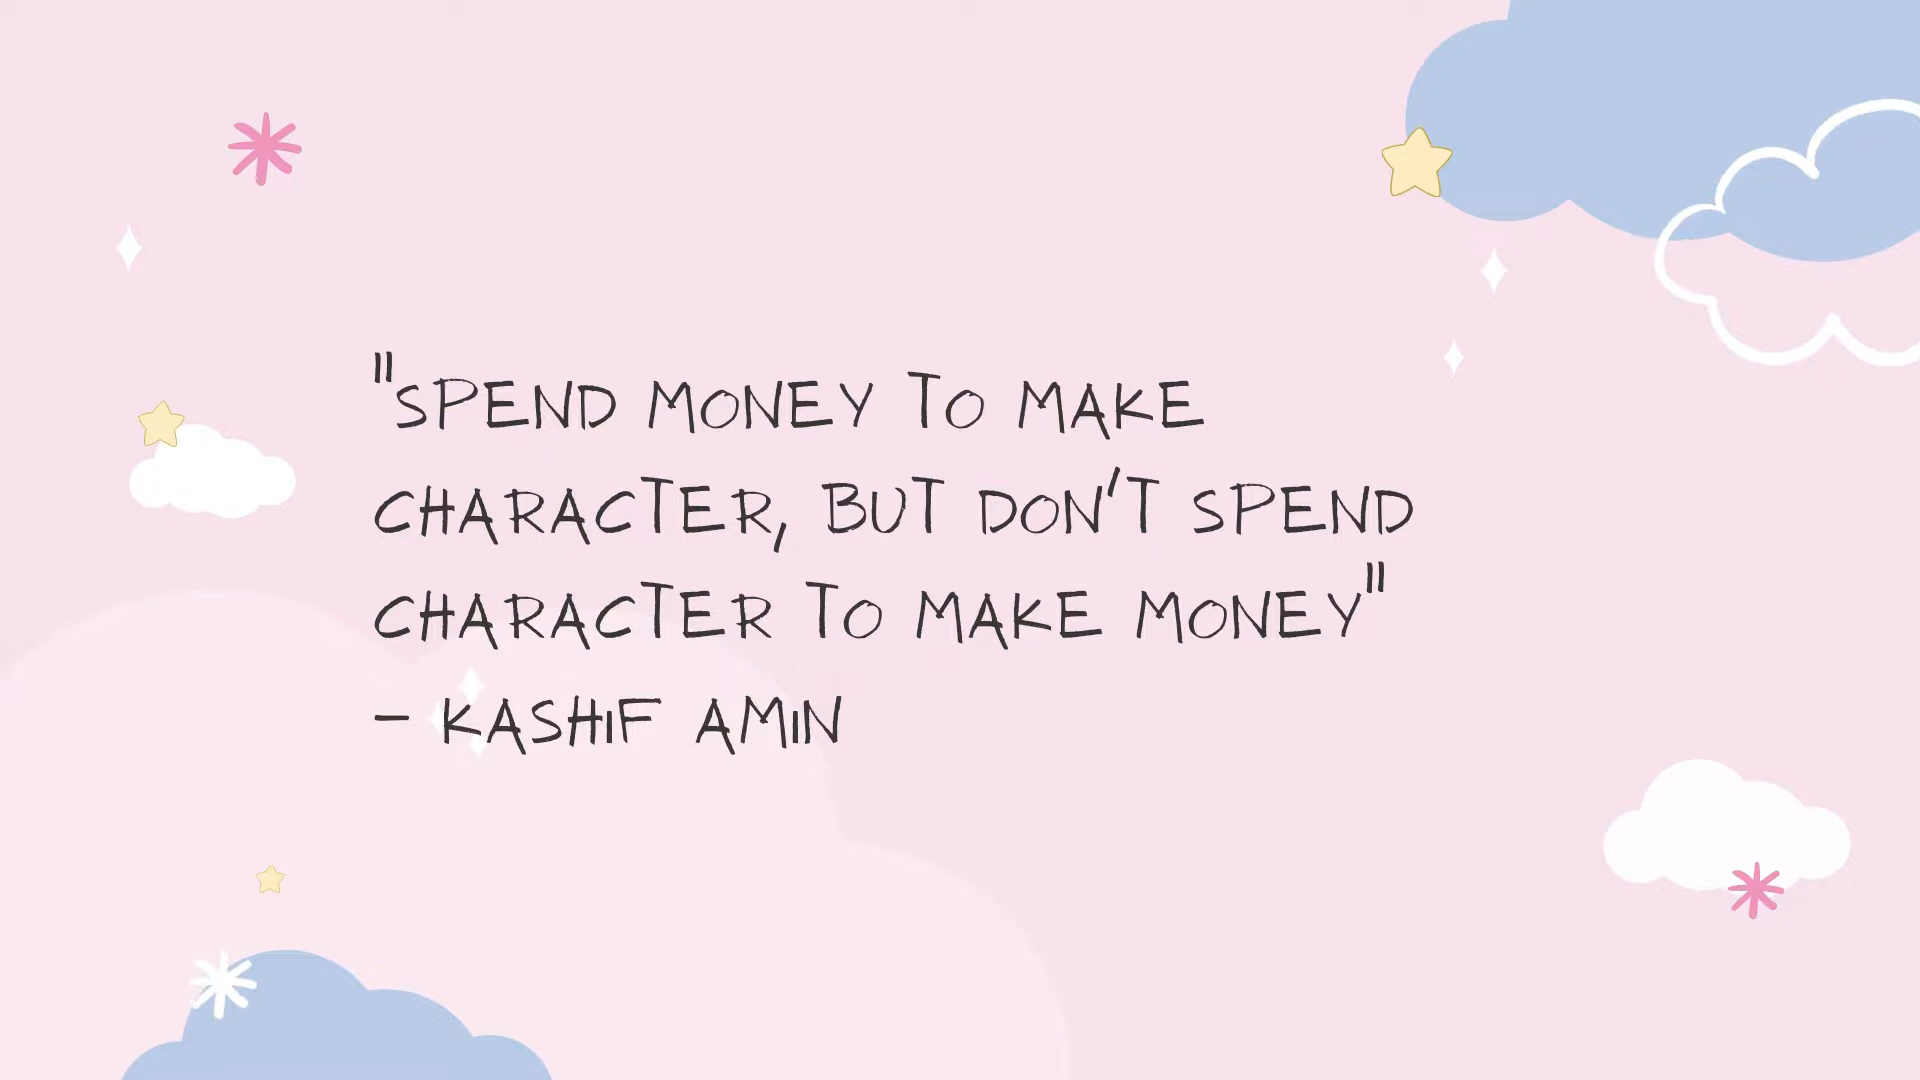 "SPEND MONEY TO MAKE
CHARACTER, BUT DON'T SPEND
CHARACTER TO MAKE MONEY"
- KASHIF AMIN